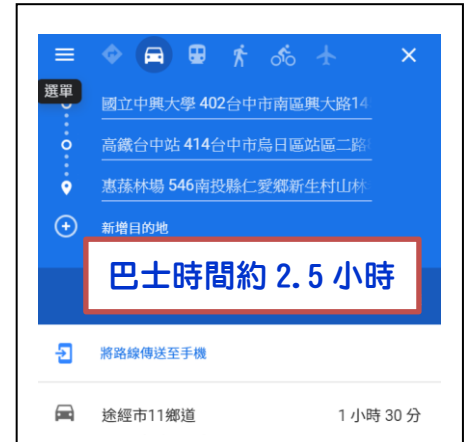 選單
國立中興大學 402台中市南區興大路14
高鐵台中站 414台中市烏日區站區二路
惠蓀林場 546南投縣仁愛鄉新生村山林
新增目的地
巴士時間約 2.5 小時
將路線傳送至手機
途經市11鄉道 1 小時 30 分